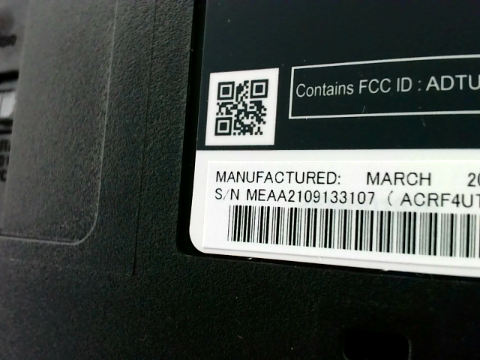 Contains FCC ID : ADTU
MANUFACTURED: MARCH 20
S/N MEAA2109133107 ( ACRF4UT